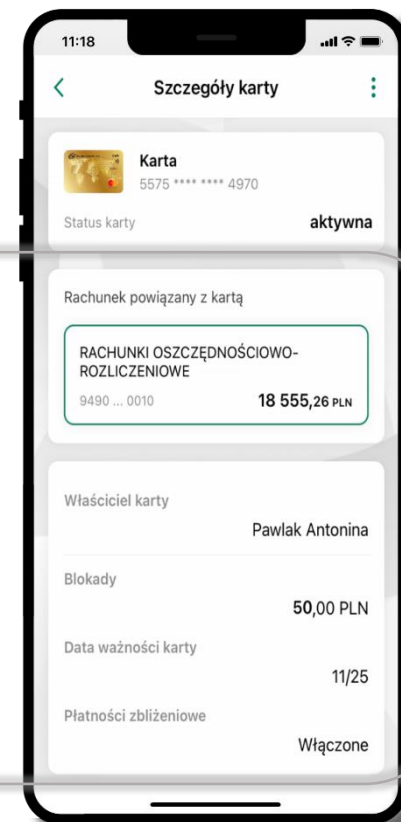 11:18
Szczegóły karty
Karta
5575 **** **** 4970
Status karty aktywna
Rachunek powiązany z kartą
RACHUNKI OSZCZĘDNOŚCIOWO-
ROZLICZENIOWE
9490 ... 0010 18 555,26 PLN
Właściciel karty
Pawlak Antonina
Blokady
50,00 PLN
Data ważności karty
11/25
Płatności zbliżeniowe
Włączone